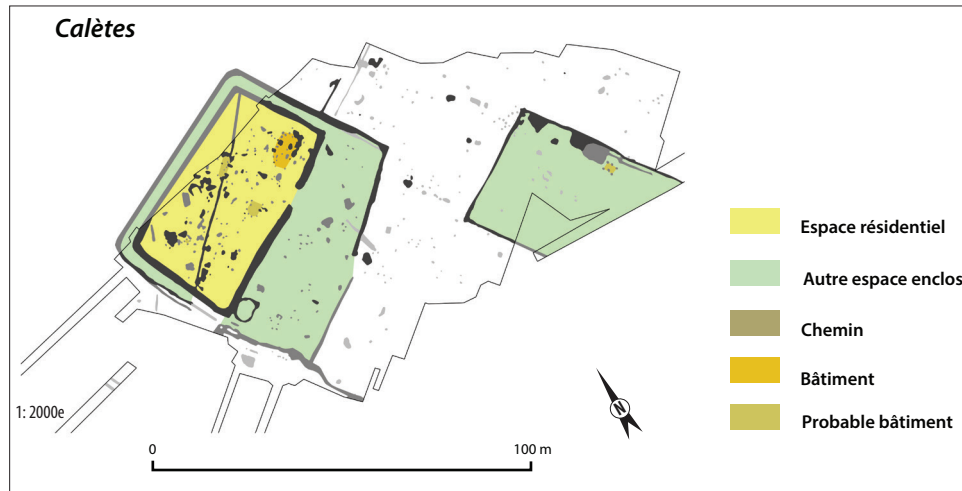 Calètes
Espace résidentiel
Autre espace enclos
Chemin
Bâtiment
Probable bâtiment
N
1: 2000e
0 100 m